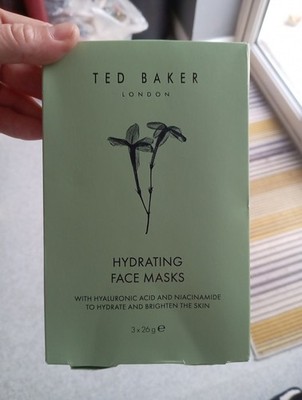 TED BAKER
LONDON
HYDRATING
FACE MASKS
WITH HYALURONIC ACID AND NIACINAMIDE
TO HYDRATE AND BRIGHTEN THE SKIN
3 x 26g ℮